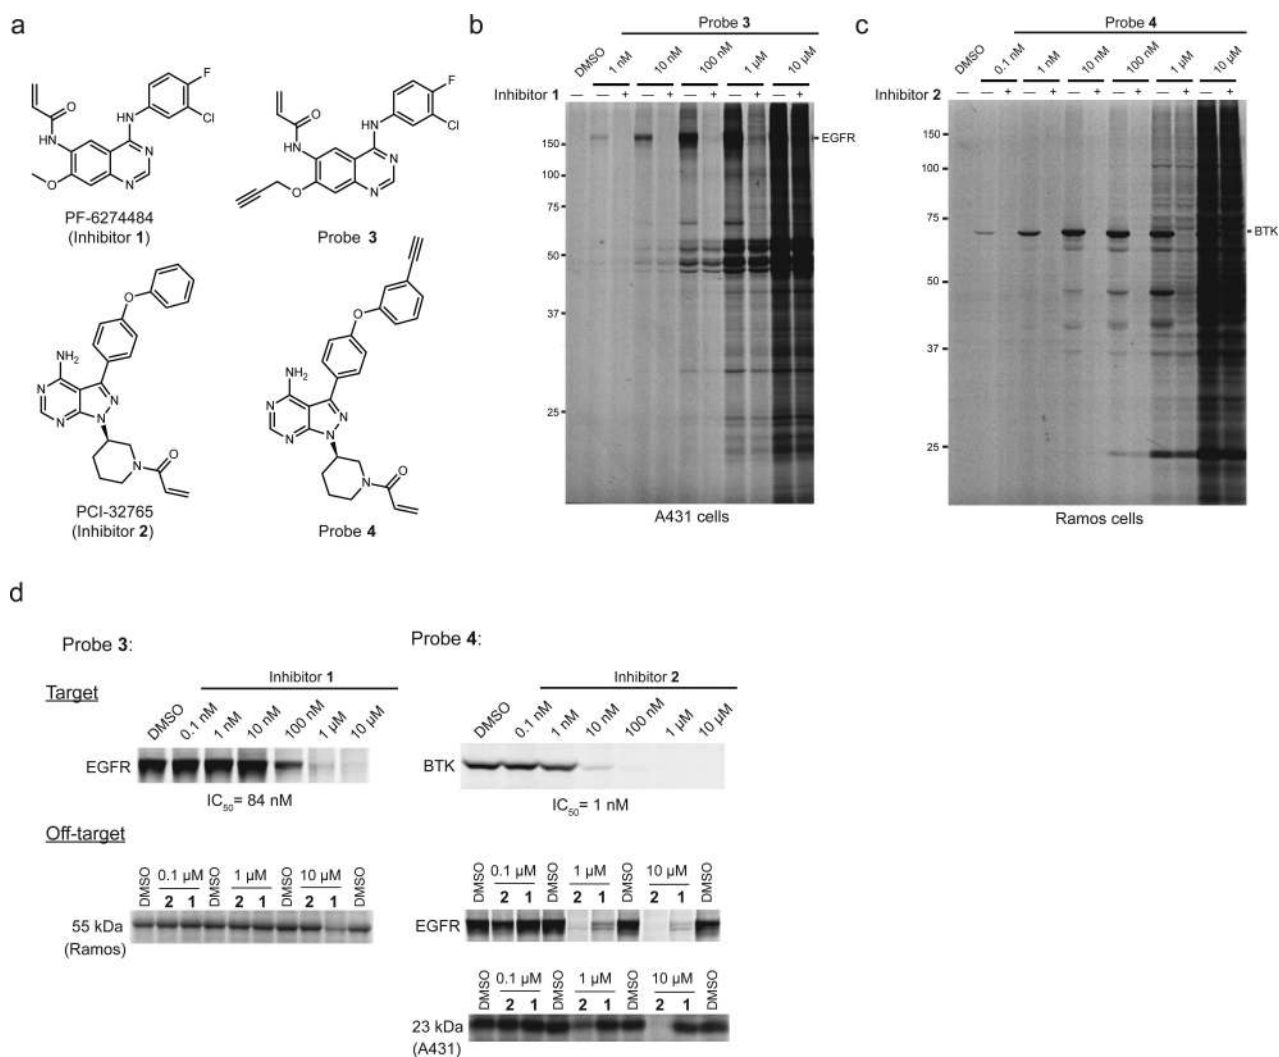 a
F
Cl
HN
O
NH
N
N
O
PF-6274484
(Inhibitor 1)
F
Cl
HN
O
NH
N
N
O
Probe 3
O
NH2
N
N
N
N
N
O
PCI-32765
(Inhibitor 2)
O
NH2
N
N
N
N
N
O
Probe 4
b
Probe 3
DMSO
1 nM
10 nM
100 nM
1 µM
10 µM
Inhibitor 1 — — + — + — + — + — +
150
100
75
50
37
25
EGFR
A431 cells
c
Probe 4
DMSO
0.1 nM
1 nM
10 nM
100 nM
1 µM
10 µM
Inhibitor 2 — — + — + — + — + — + — +
150
100
75
50
37
25
BTK
Ramos cells
d
Probe 3:
Inhibitor 1
Target
DMSO
0.1 nM
1 nM
10 nM
100 nM
1 µM
10 µM
EGFR
IC50= 84 nM
Probe 4:
Inhibitor 2
DMSO
0.1 nM
1 nM
10 nM
100 nM
1 µM
10 µM
BTK
IC50= 1 nM
Off-target
DMSO 0.1 µM DMSO 1 µM DMSO 10 µM DMSO
2 1 2 1 2 1
55 kDa
(Ramos)
DMSO 0.1 µM DMSO 1 µM DMSO 10 µM DMSO
2 1 2 1 2 1
EGFR
DMSO 0.1 µM DMSO 1 µM DMSO 10 µM DMSO
2 1 2 1 2 1
23 kDa
(A431)